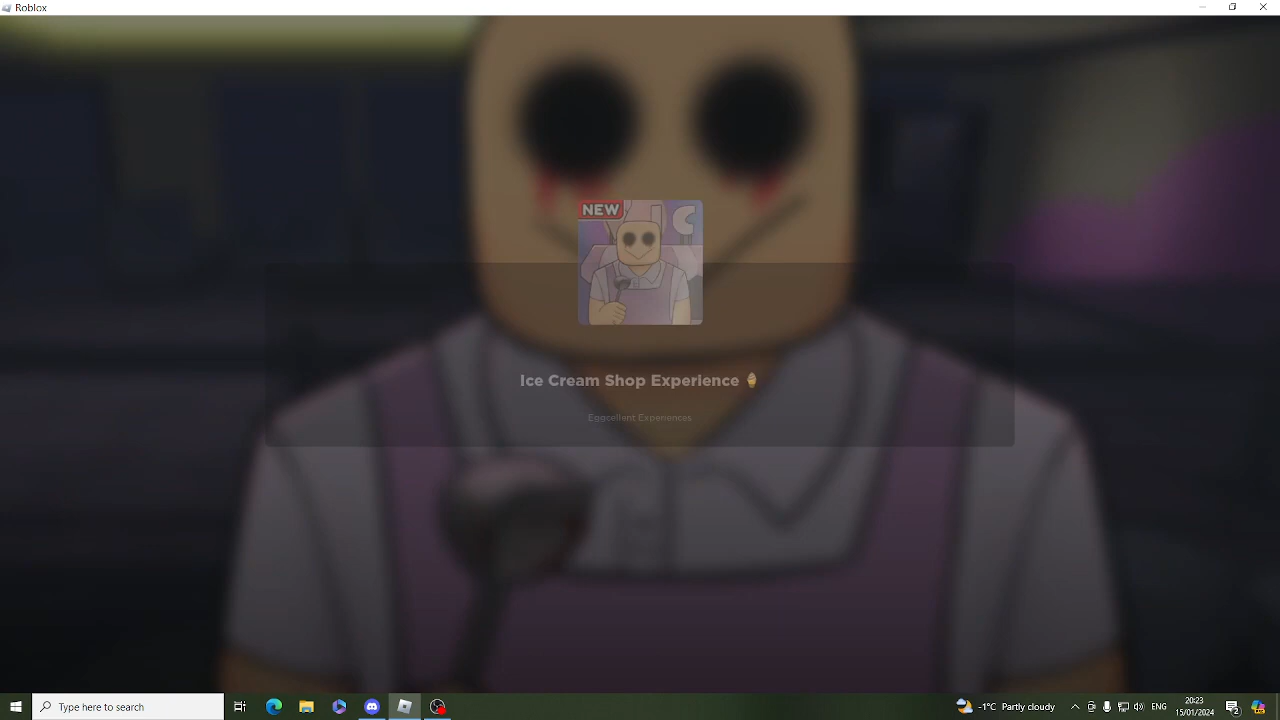 Roblox
NEW
Ice Cream Shop Experience
Eggcellent Experiences
Type here to search
-1°C Partly cloudy
ENG
20:23
15/01/2024